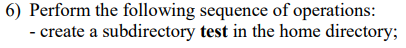 6) Perform the following sequence of operations:
- create a subdirectory test in the home directory;